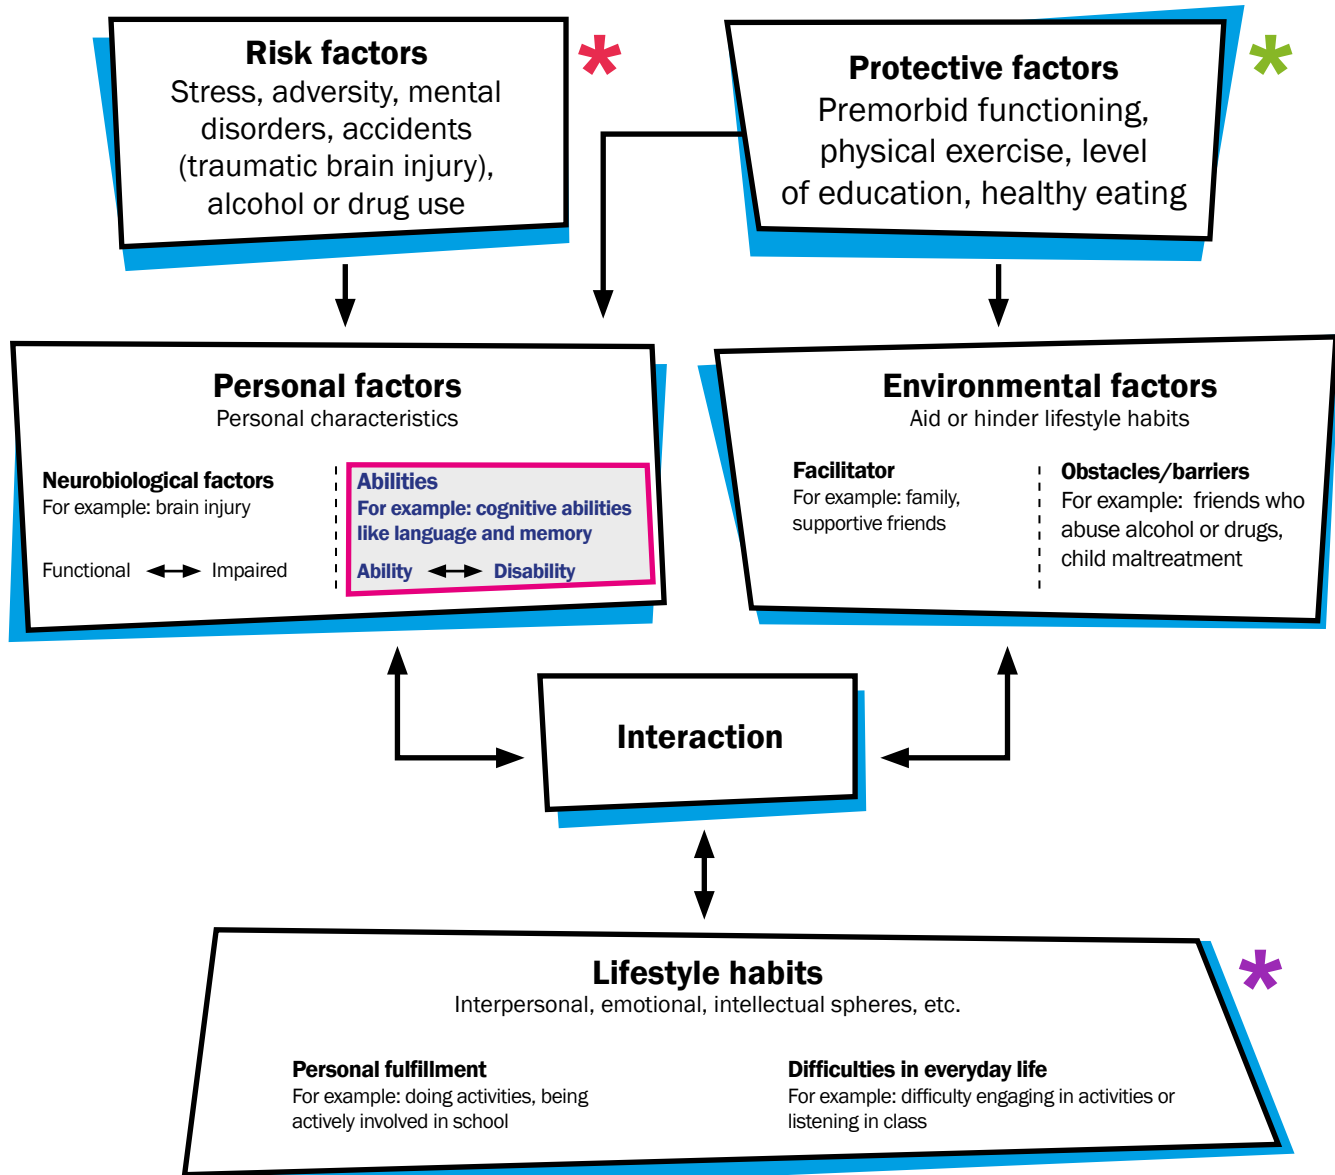 Risk factors
Stress, adversity, mental
disorders, accidents
(traumatic brain injury),
alcohol or drug use
*
Protective factors
Premorbid functioning,
physical exercise, level
of education, healthy eating
*
Personal factors
Personal characteristics
Neurobiological factors
For example: brain injury
Functional
Impaired
Abilities
For example: cognitive abilities
like language and memory
Ability
Disability
Environmental factors
Aid or hinder lifestyle habits
Facilitator
For example: family,
supportive friends
Obstacles/barriers
For example: friends who
abuse alcohol or drugs,
child maltreatment
Interaction
Lifestyle habits
*
Interpersonal, emotional, intellectual spheres, etc.
Personal fulfillment
For example: doing activities, being
actively involved in school
Difficulties in everyday life
For example: difficulty engaging in activities or
listening in class